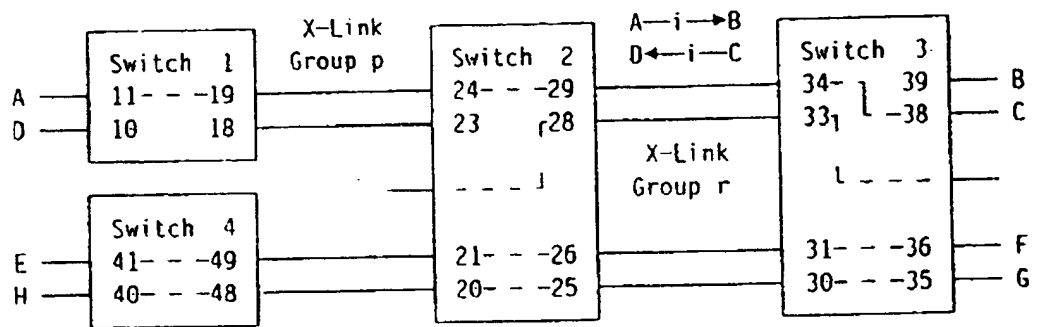 X-Link
Group p
A—i→B
D←i—C
Switch 1
11- - -19
10 18
A
D
Switch 2
24- - -29
23 28
- - -
21- - -26
20- - -25
Switch 4
41- - -49
40- - -48
E
H
X-Link
Group r
Switch 3
34- 39
33 -38
- - -
31- - -36
30- - -35
B
C
F
G